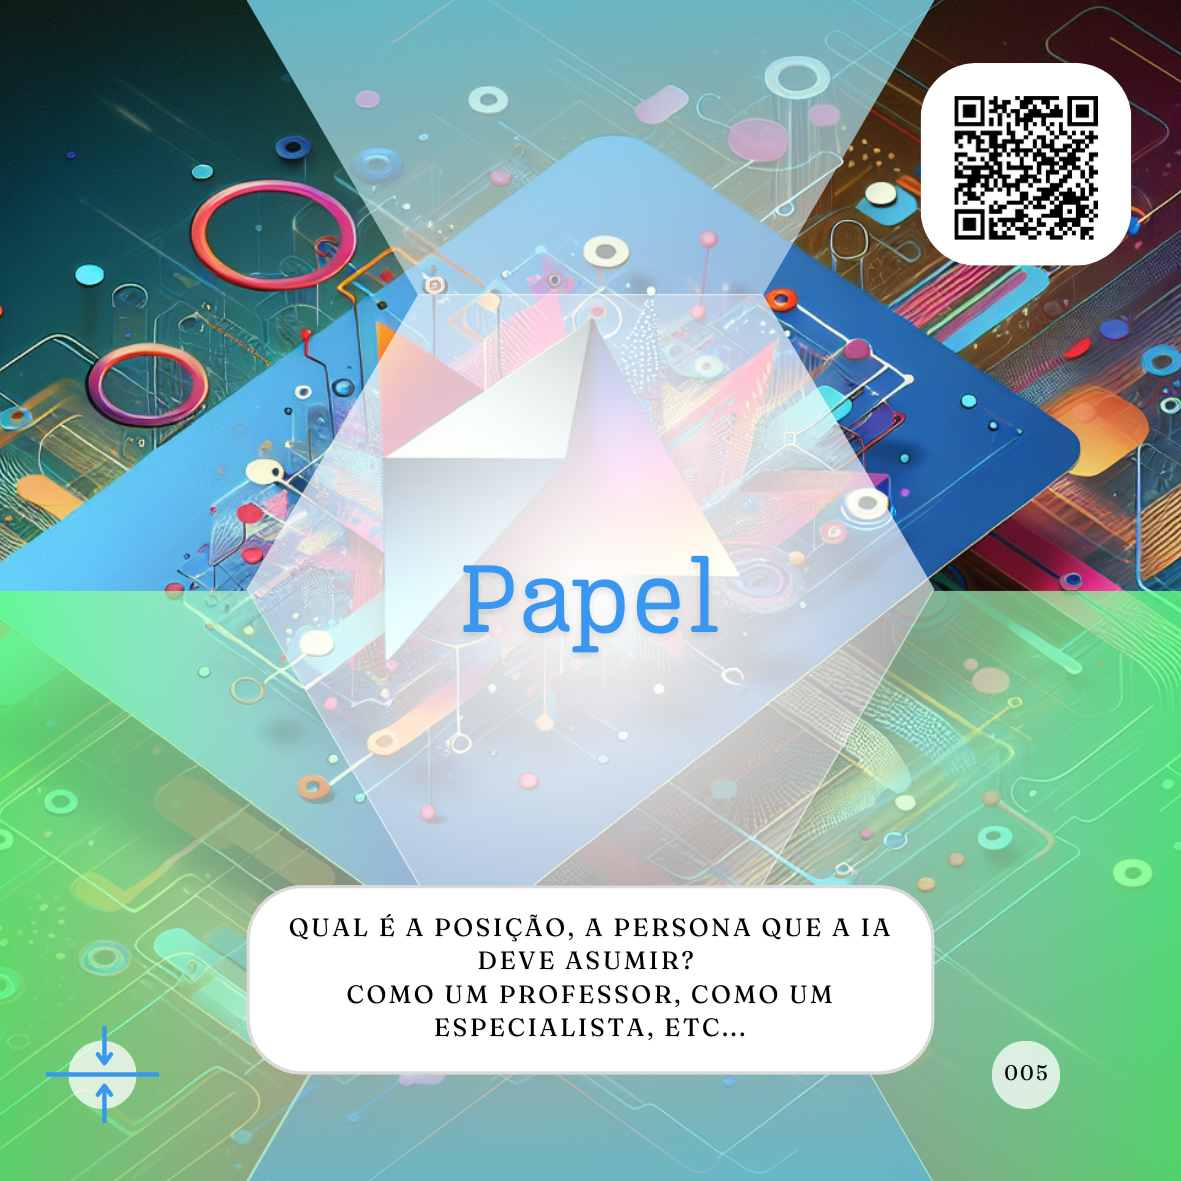 Papel
QUAL É A POSIÇÃO, A PERSONA QUE A IA
DEVE ASUMIR?
COMO UM PROFESSOR, COMO UM
ESPECIALISTA, ETC...
005